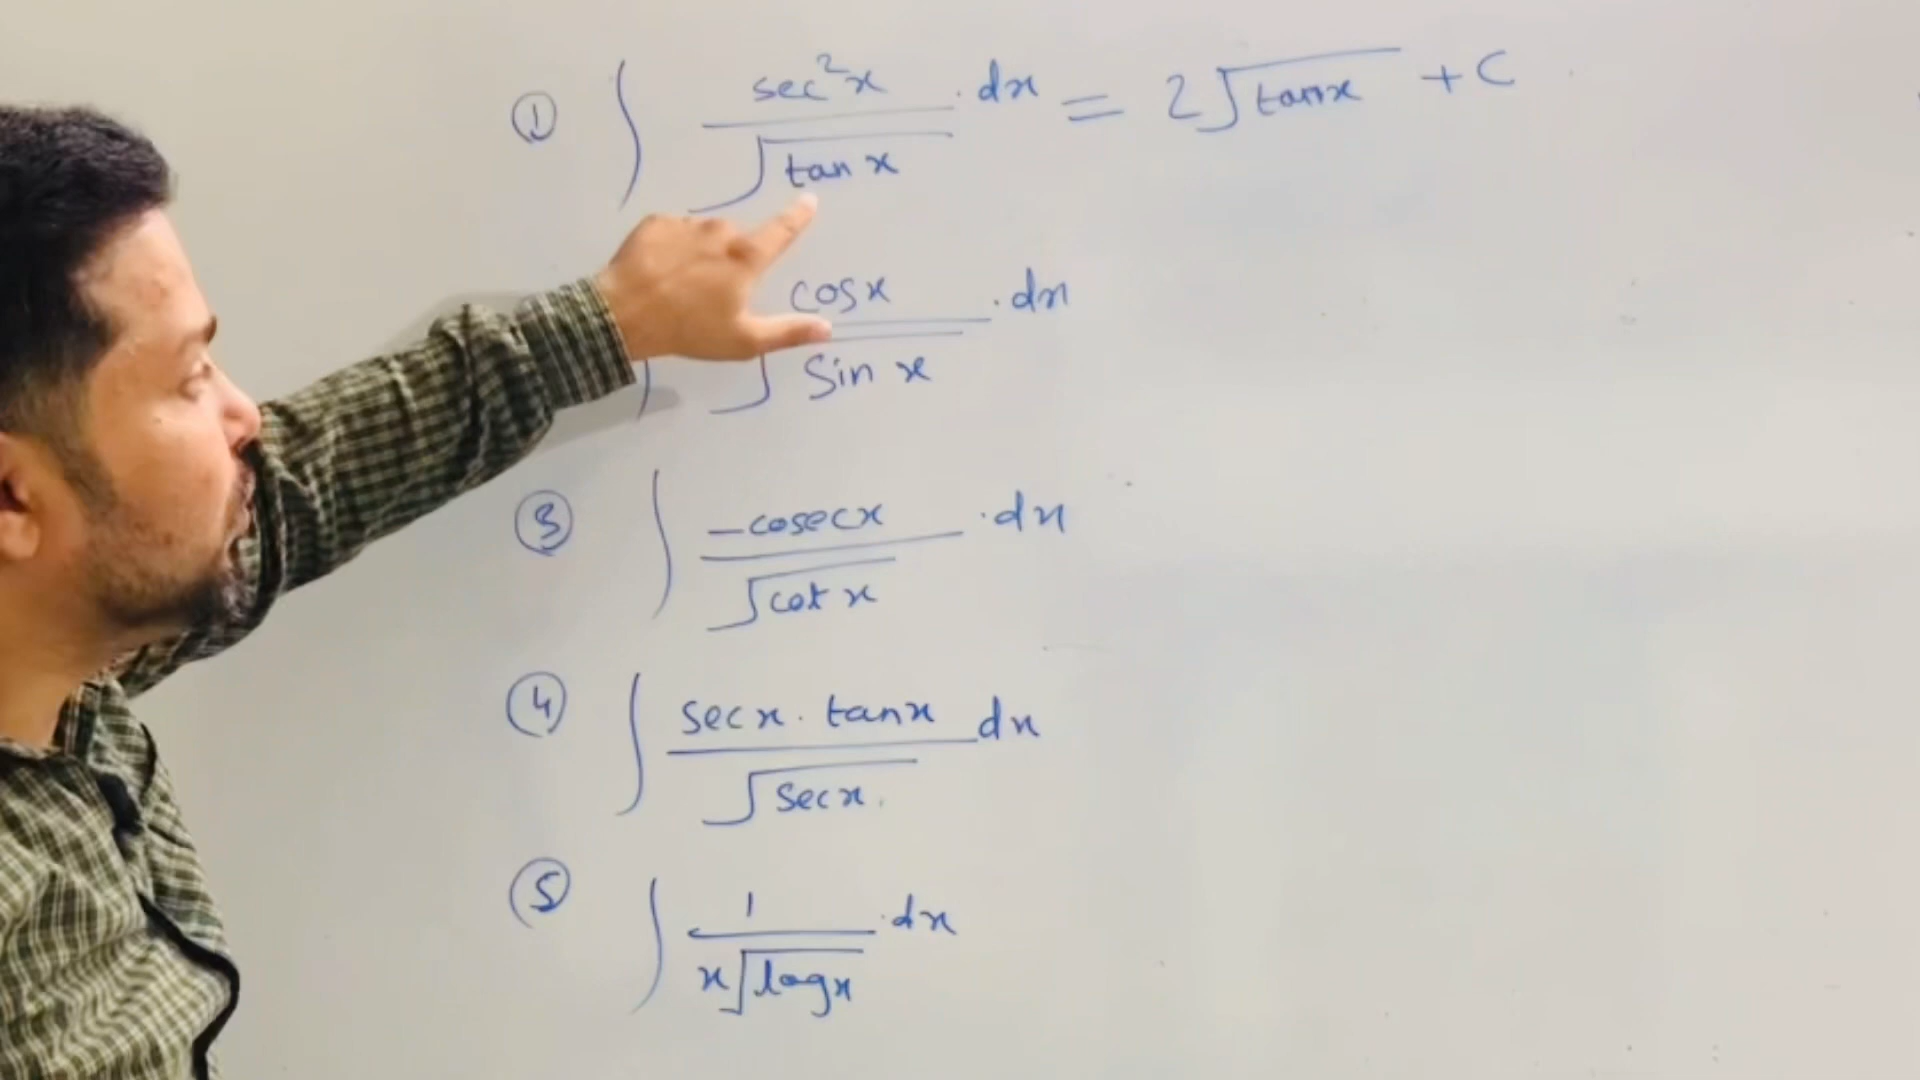 ① ∫ sec²x / √tan x . dx = 2√tanx + C
∫ cosx / √Sin x . dx
③ ∫ -cosecx / √cot x . dx
④ ∫ secx . tanx / √secx . dx
⑤ ∫ 1 / x√logx . dx